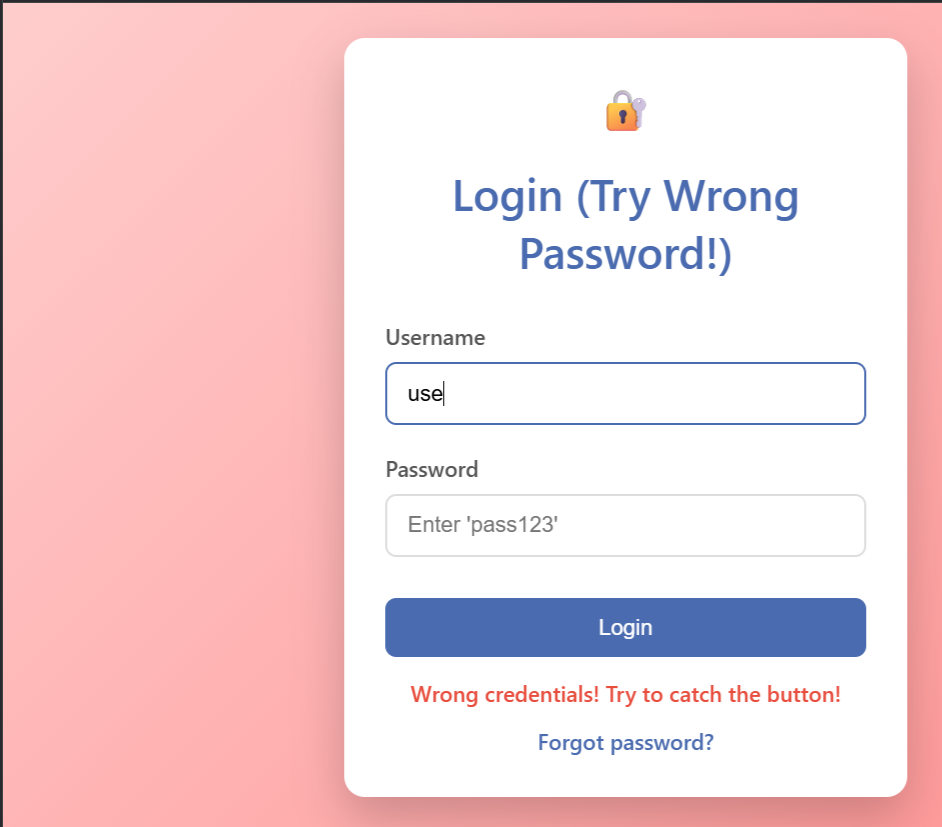 Login (Try Wrong
Password!)
Username
use
Password
Enter 'pass123'
Login
Wrong credentials! Try to catch the button!
Forgot password?